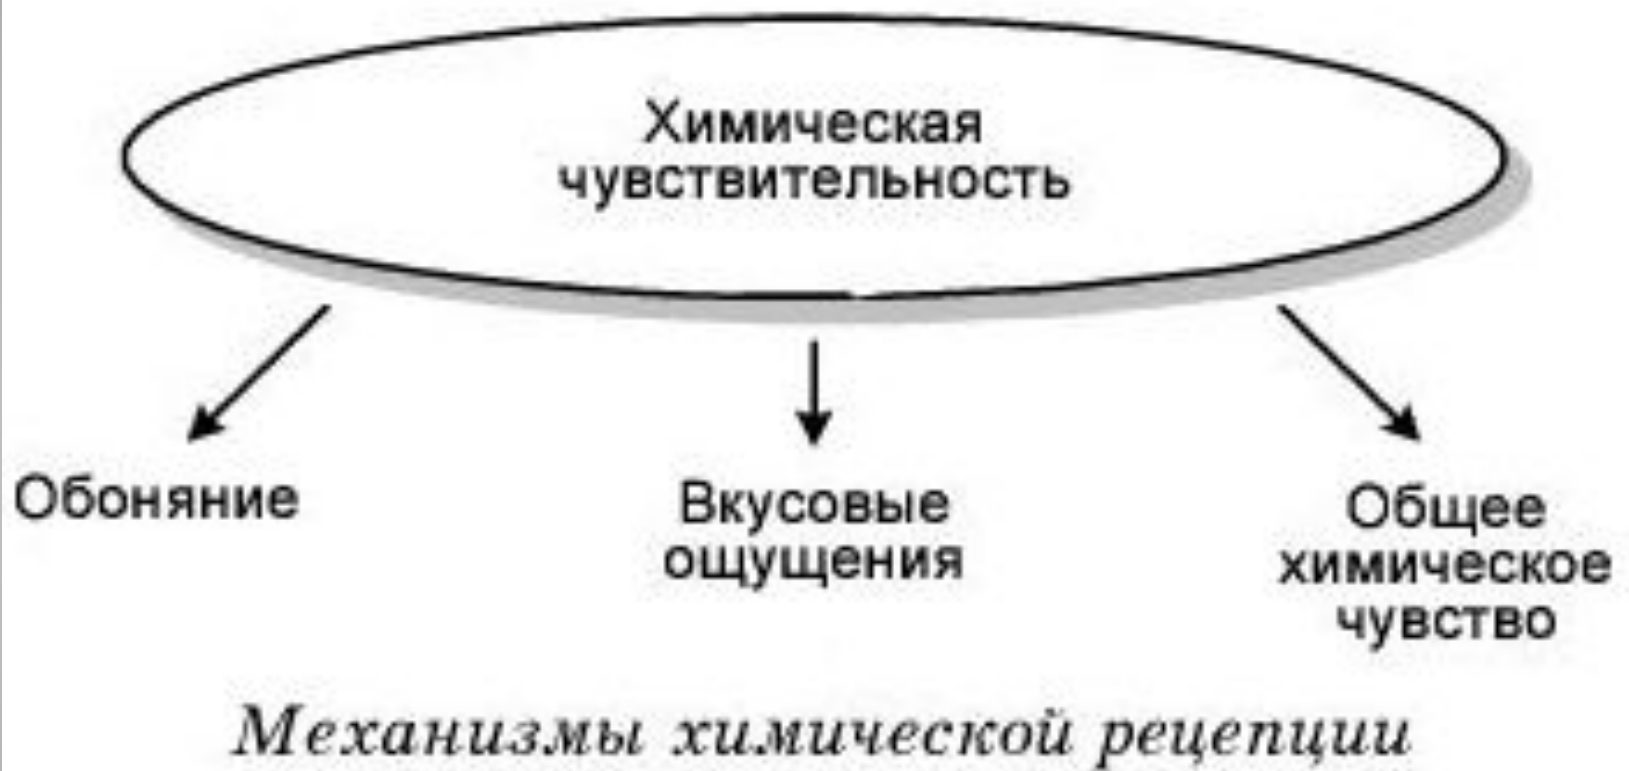 Химическая
чувствительность
Обоняние
Вкусовые
ощущения
Общее
химическое
чувство
Механизмы химической рецепции